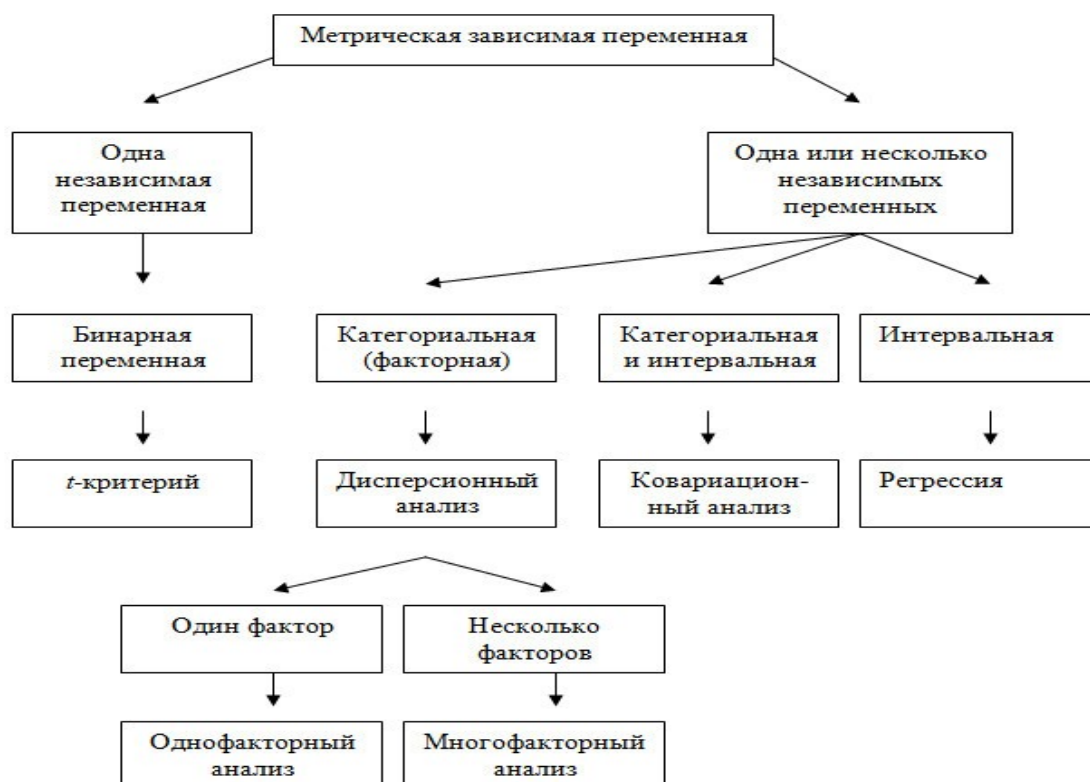 Метрическая зависимая переменная
Одна
независимая
переменная
Одна или несколько
независимых
переменных
Бинарная
переменная
Категориальная
(факторная)
Категориальная
и интервальная
Интервальная
t-критерий
Дисперсионный
анализ
Ковариацион-
ный анализ
Регрессия
Один фактор
Несколько
факторов
Однофакторный
анализ
Многофакторный
анализ